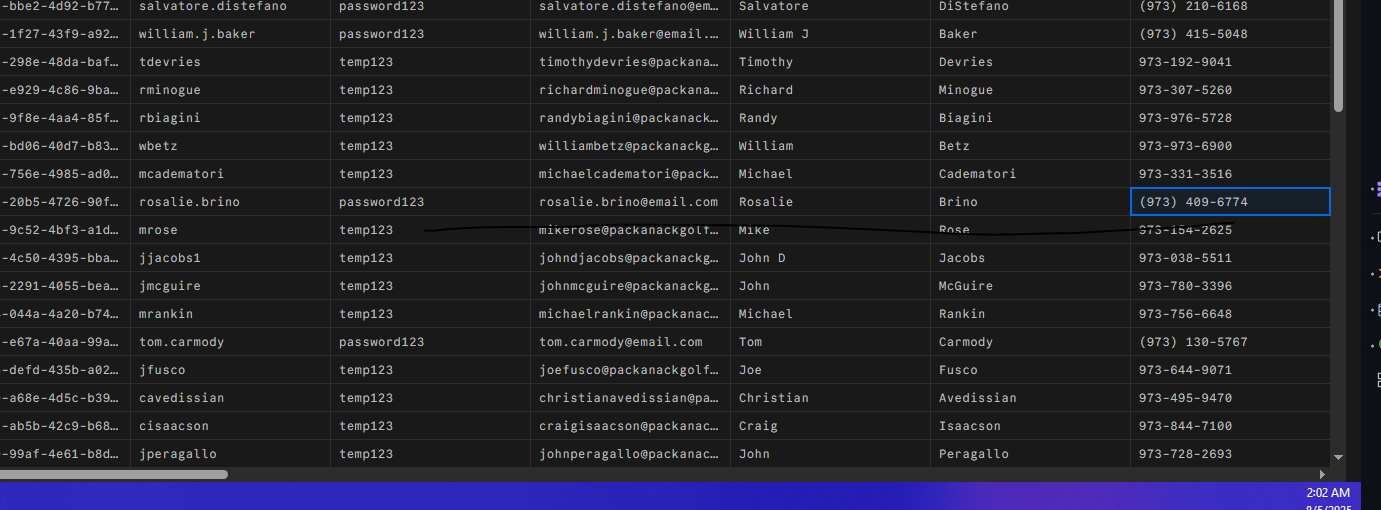 -bbe2-4d92-b77… salvatore.distefano password123 salvatore.distefano@em… Salvatore DiStefano (973) 210-6168
-1f27-43f9-a92… william.j.baker password123 william.j.baker@email.… William J Baker (973) 415-5048
-298e-48da-baf… tdevries temp123 timothydevries@packana… Timothy Devries 973-192-9041
-e929-4c86-9ba… rminogue temp123 richardminogue@packana… Richard Minogue 973-307-5260
-9f8e-4aa4-85f… rbiagini temp123 randybiagini@packanack… Randy Biagini 973-976-5728
-bd06-40d7-b83… wbetz temp123 williambetz@packanackg… William Betz 973-973-6900
-756e-4985-ad0… mcadematori temp123 michaelcadematori@pack… Michael Cadematori 973-331-3516
-20b5-4726-90f… rosalie.brino password123 rosalie.brino@email.com Rosalie Brino (973) 409-6774
-9c52-4bf3-a1d… mrose temp123 mikerose@packanackgolf… Mike Rose 973-154-2625
-4c50-4395-bba… jjacobs1 temp123 johndjacobs@packanackg… John D Jacobs 973-038-5511
-2291-4055-bea… jmcguire temp123 johnmcguire@packanackg… John McGuire 973-780-3396
-044a-4a20-b74… mrankin temp123 michaelrankin@packanac… Michael Rankin 973-756-6648
-e67a-40aa-99a… tom.carmody password123 tom.carmody@email.com Tom Carmody (973) 130-5767
-defd-435b-a02… jfusco temp123 joefusco@packanackgolf… Joe Fusco 973-644-9071
-a68e-4d5c-b39… cavedissian temp123 christianavedissian@pa… Christian Avedissian 973-495-9470
-ab5b-42c9-b68… cisaacson temp123 craigisaacson@packanac… Craig Isaacson 973-844-7100
-99af-4e61-b8d… jperagallo temp123 johnperagallo@packanac… John Peragallo 973-728-2693
2:02 AM
8/5/2025